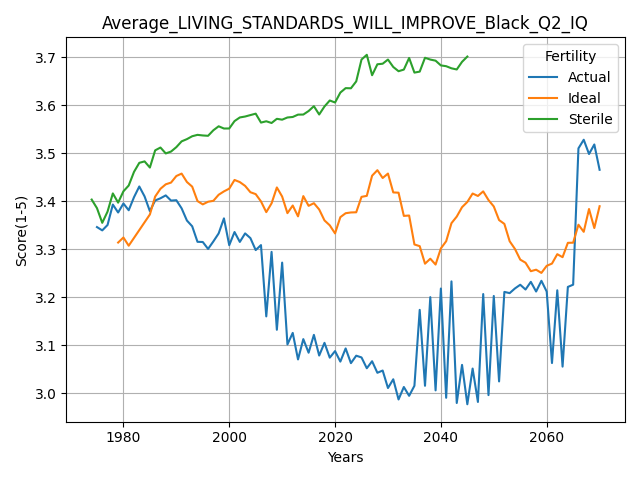 Average_LIVING_STANDARDS_WILL_IMPROVE_Black_Q2_IQ
Score(1-5)
3.7
3.6
3.5
3.4
3.3
3.2
3.1
3.0
Fertility
Actual
Ideal
Sterile
1980
2000
2020
2040
2060
Years